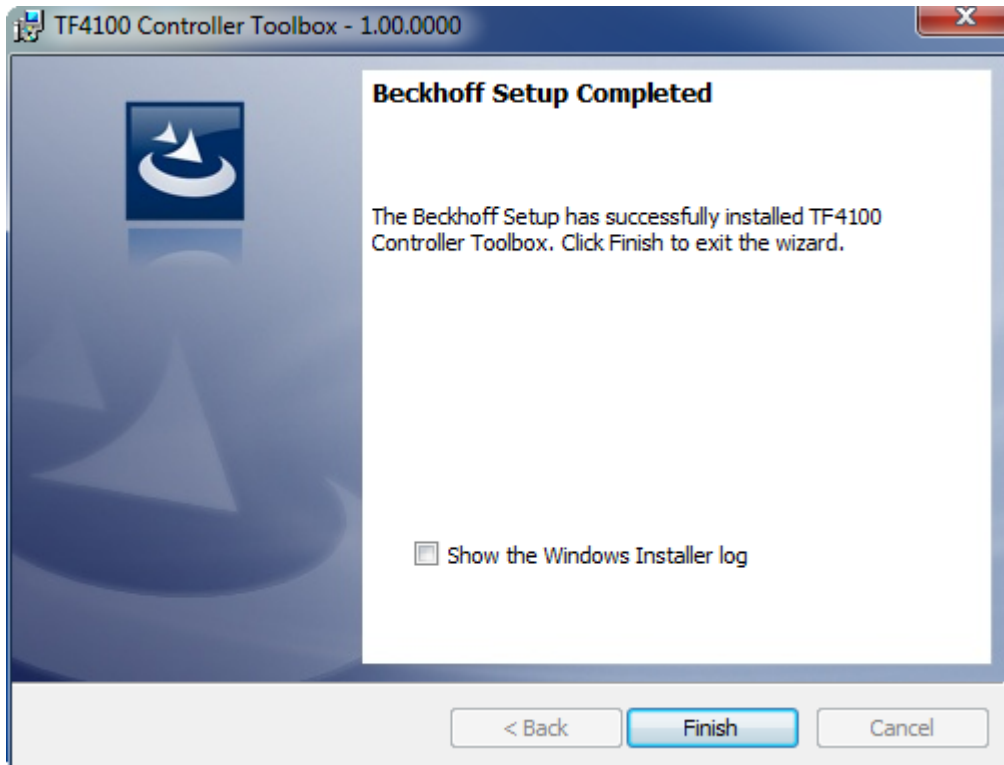 TF4100 Controller Toolbox - 1.00.0000
x
Beckhoff Setup Completed
The Beckhoff Setup has successfully installed TF4100
Controller Toolbox. Click Finish to exit the wizard.
Show the Windows Installer log
< Back
Finish
Cancel